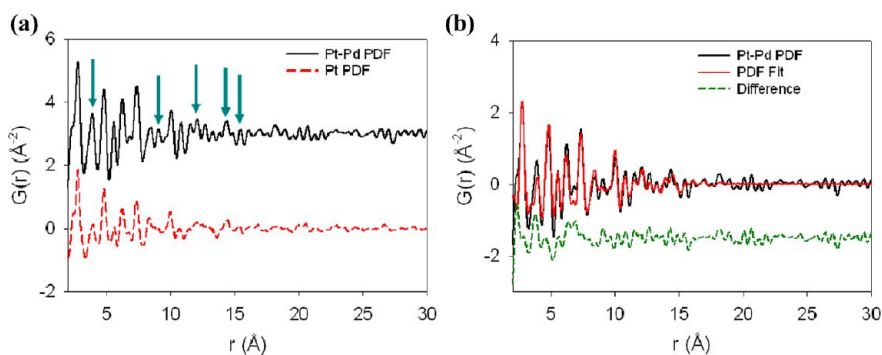 (a)
6
4
2
0
-2
G(r) (Å⁻²)
Pt-Pd PDF
Pt PDF
5 10 15 20 25 30
r (Å)
(b)
4
2
0
-2
G(r) (Å⁻²)
Pt-Pd PDF
PDF Fit
Difference
5 10 15 20 25 30
r (Å)